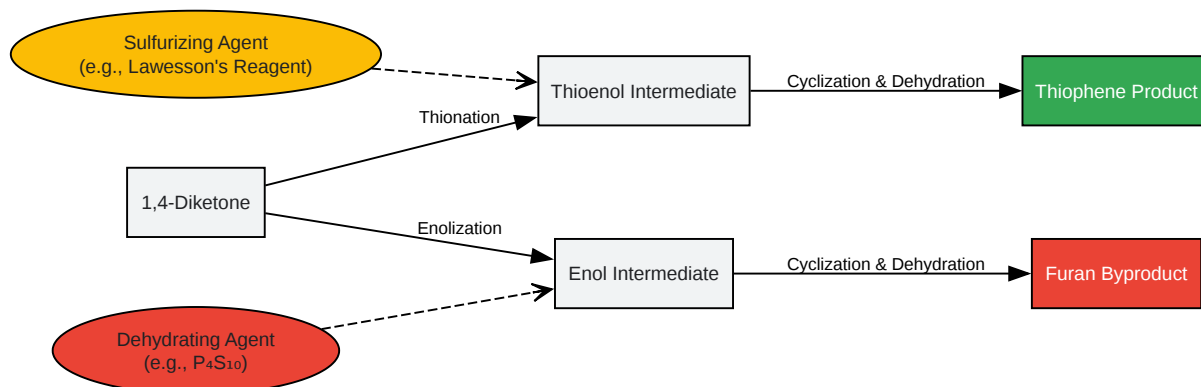 Sulfurizing Agent
(e.g., Lawesson's Reagent)
Thioenol Intermediate
Cyclization & Dehydration
Thiophene Product
Thionation
1,4-Diketone
Enolization
Enol Intermediate
Cyclization & Dehydration
Furan Byproduct
Dehydrating Agent
(e.g., P₄S₁₀)